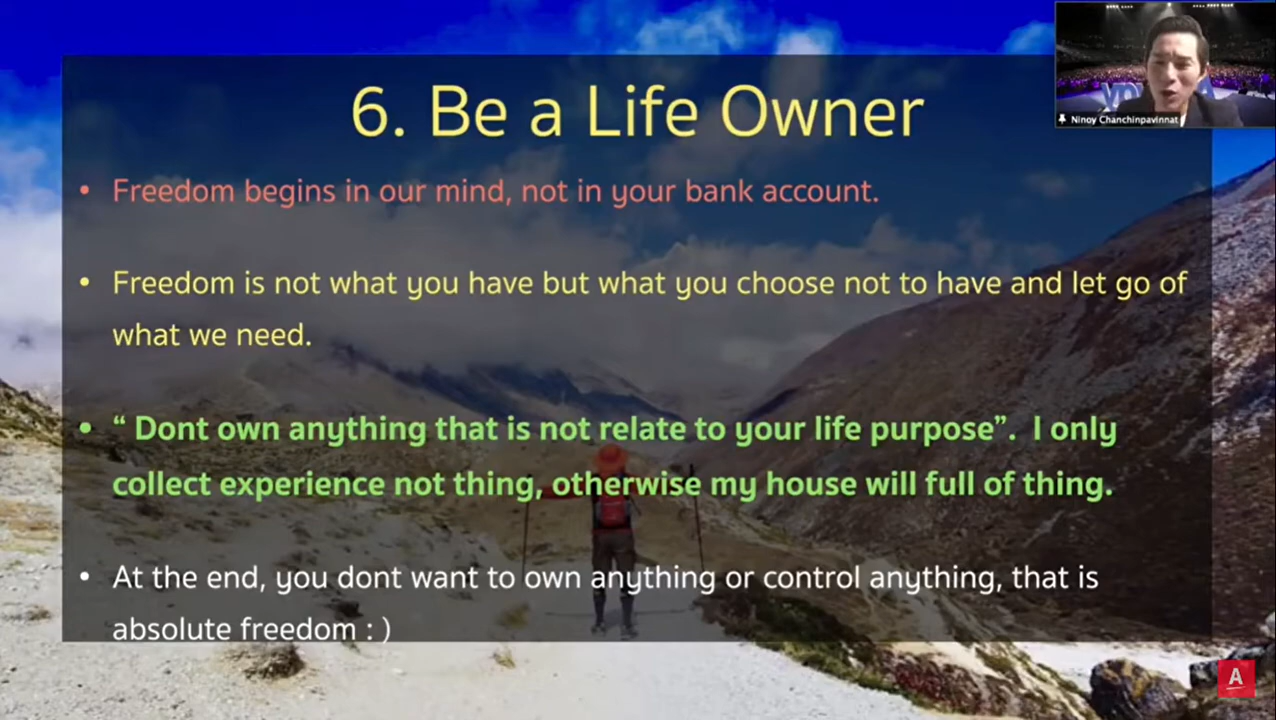 6. Be a Life Owner
Ninoy Chanchinpavinnat
• Freedom begins in our mind, not in your bank account.
• Freedom is not what you have but what you choose not to have and let go of
what we need.
• “ Dont own anything that is not relate to your life purpose”. I only
collect experience not thing, otherwise my house will full of thing.
• At the end, you dont want to own anything or control anything, that is
absolute freedom : )
A